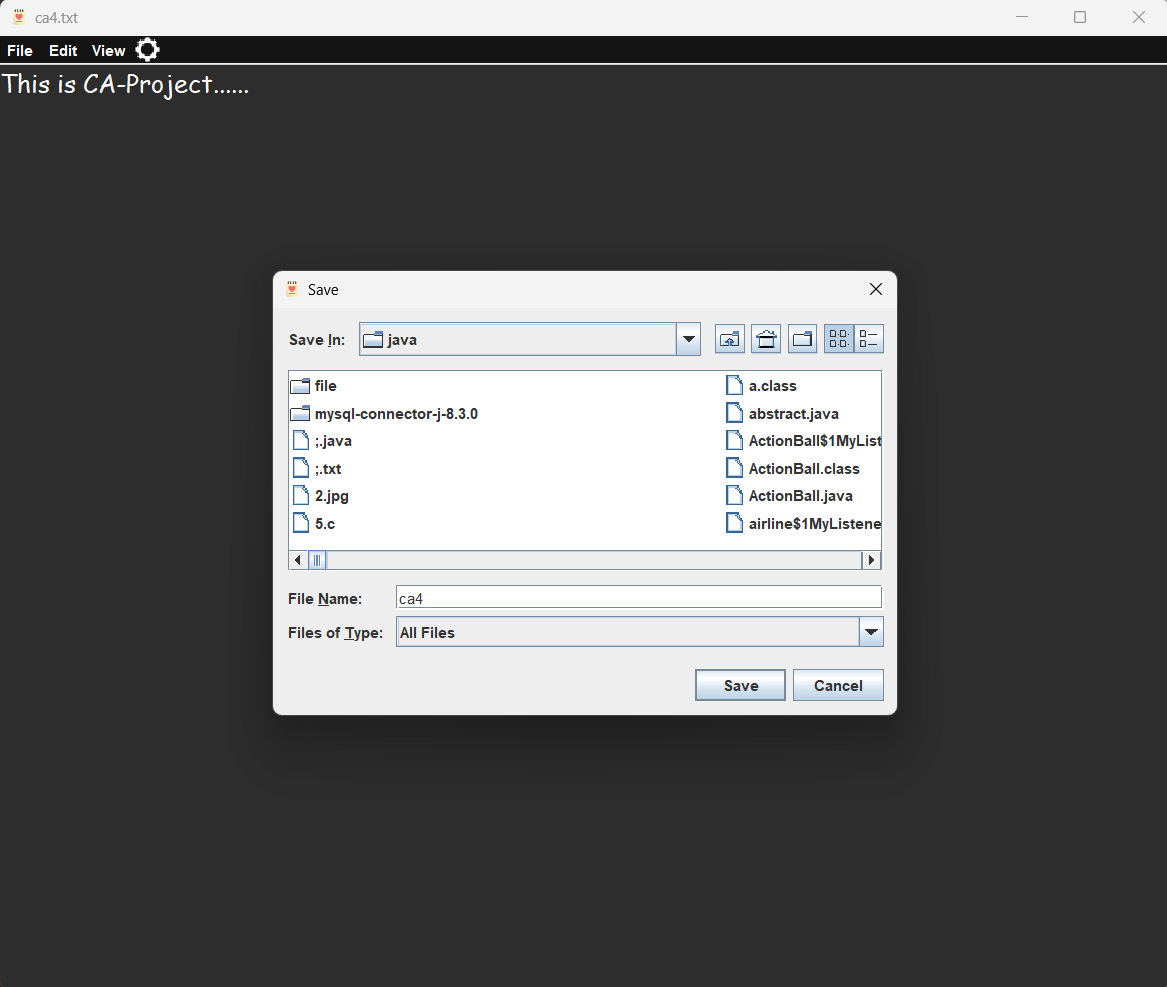 ca4.txt
File Edit View
This is CA-Project......
Save
Save In: java
file
mysql-connector-j-8.3.0
;.java
;.txt
2.jpg
5.c
a.class
abstract.java
ActionBall$1MyList
ActionBall.class
ActionBall.java
airline$1MyListene
File Name: ca4
Files of Type: All Files
Save Cancel